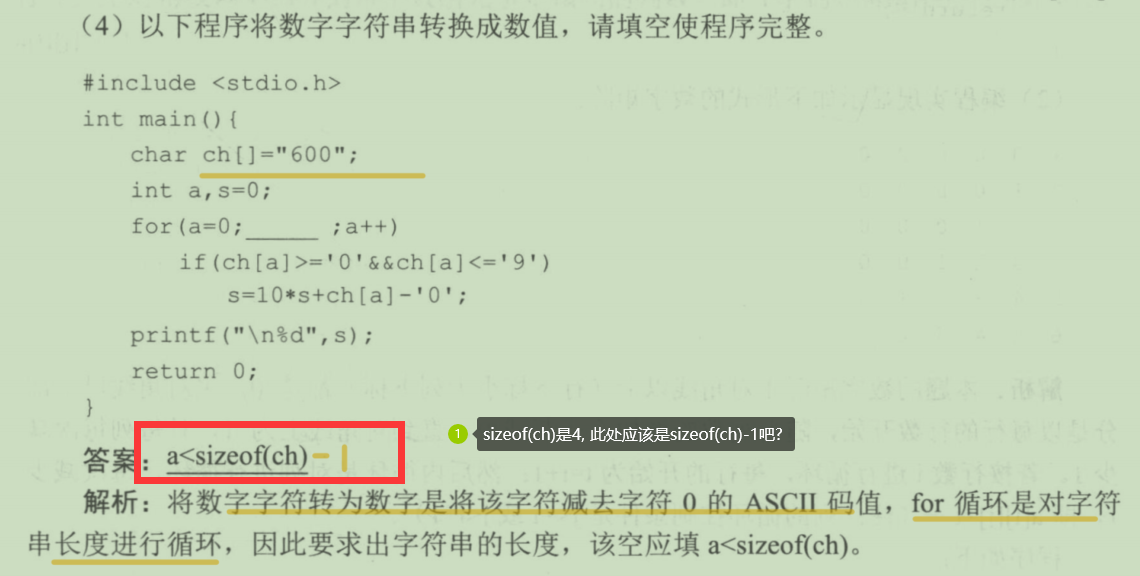 （4）以下程序将数字字符串转换成数值，请填空使程序完整。
#include <stdio.h>
int main(){
char ch[]="600";
int a,s=0;
for(a=0;_____ ;a++)
if(ch[a]>='0'&&ch[a]<='9')
s=10*s+ch[a]-'0';
printf("\n%d",s);
return 0;
}
1 sizeof(ch)是4, 此处应该是sizeof(ch)-1吧?
答案：a<sizeof(ch) -1
解析：将数字字符转为数字是将该字符减去字符 0 的 ASCII 码值，for 循环是对字符
串长度进行循环，因此要求出字符串的长度，该空应填 a<sizeof(ch)。